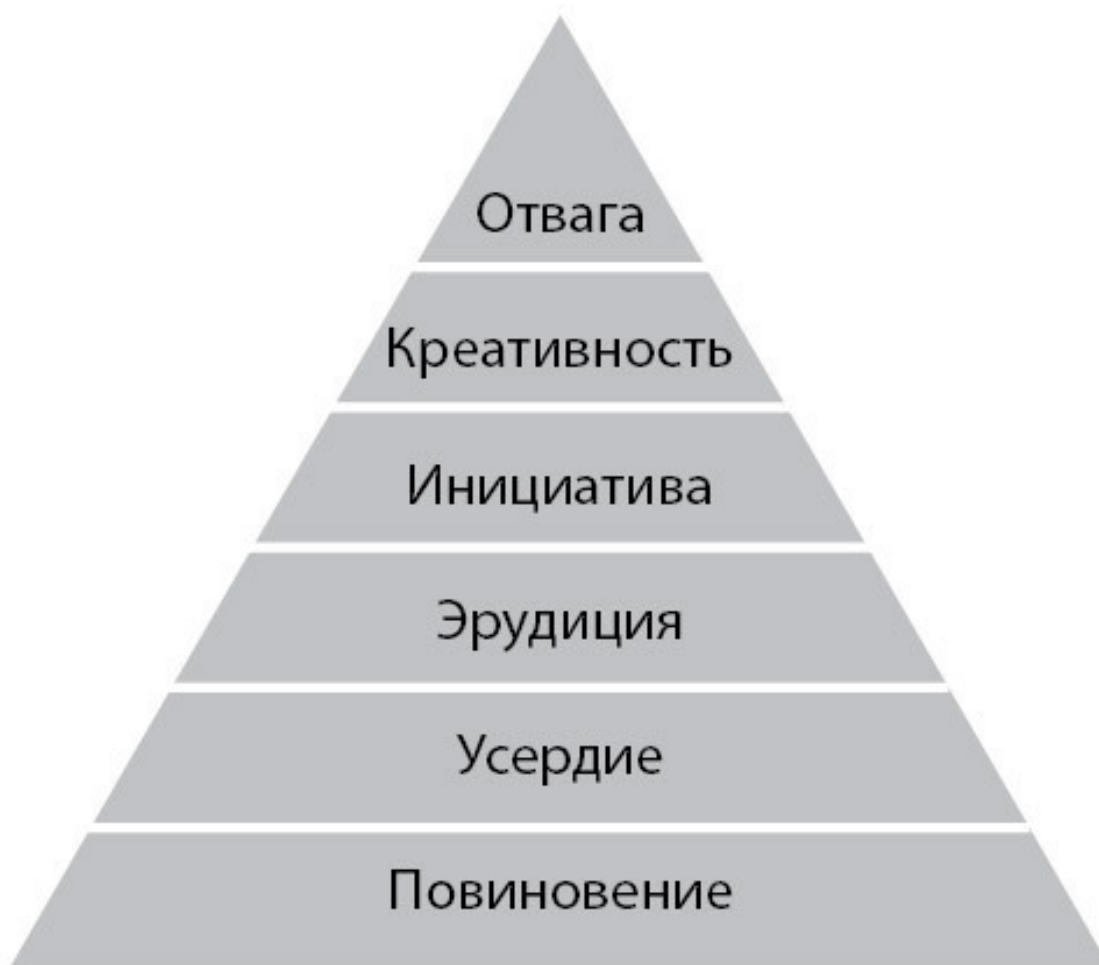 Отвага
Креативность
Инициатива
Эрудиция
Усердие
Повиновение